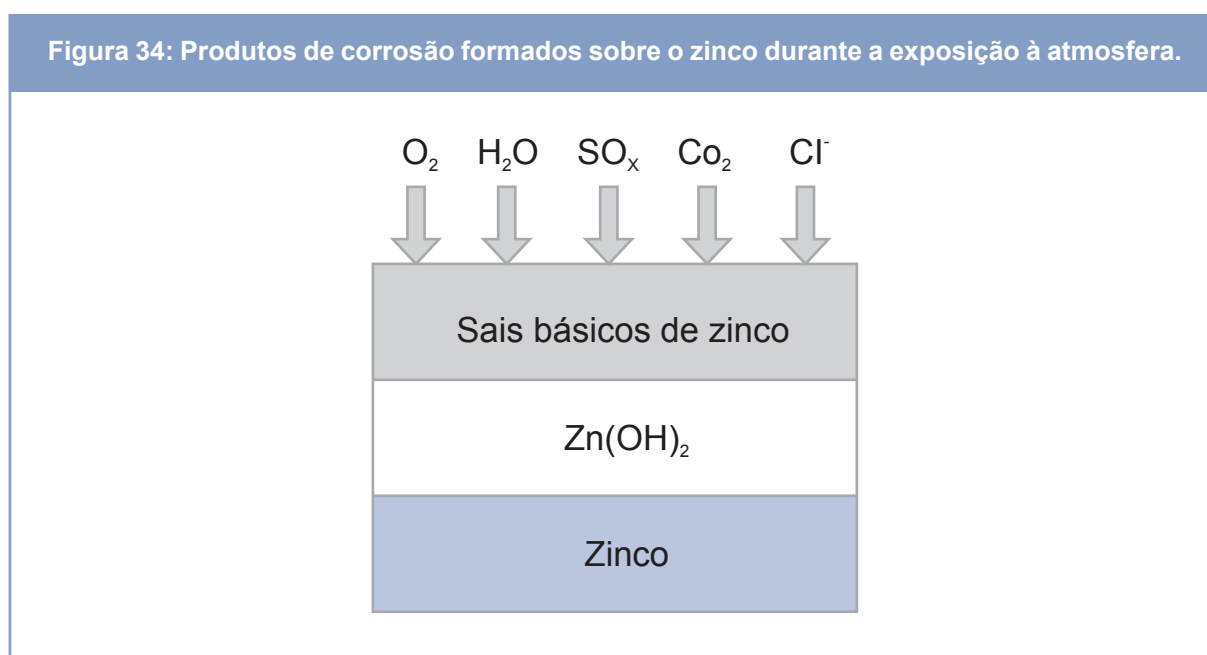 Figura 34: Produtos de corrosão formados sobre o zinco durante a exposição à atmosfera.
O₂ H₂O SOₓ Co₂ Cl⁻
Sais básicos de zinco
Zn(OH)₂
Zinco